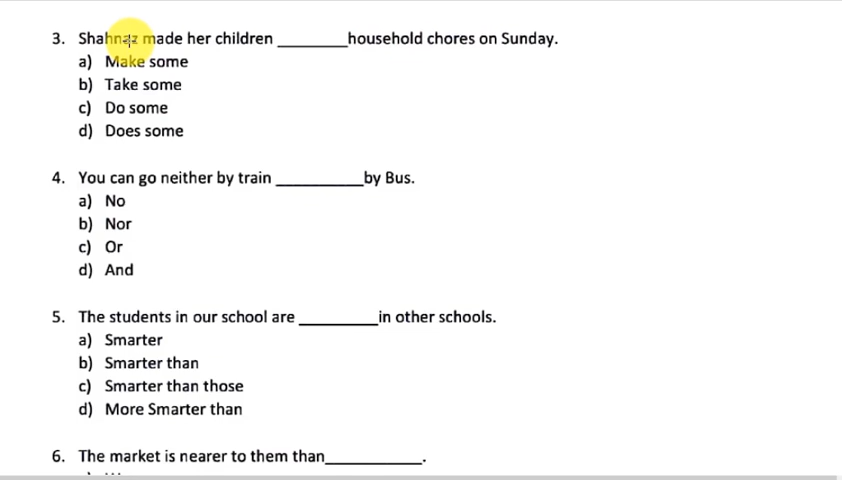 3. Shahnaz made her children ________household chores on Sunday.
a) Make some
b) Take some
c) Do some
d) Does some
4. You can go neither by train __________by Bus.
a) No
b) Nor
c) Or
d) And
5. The students in our school are _________in other schools.
a) Smarter
b) Smarter than
c) Smarter than those
d) More Smarter than
6. The market is nearer to them than___________.